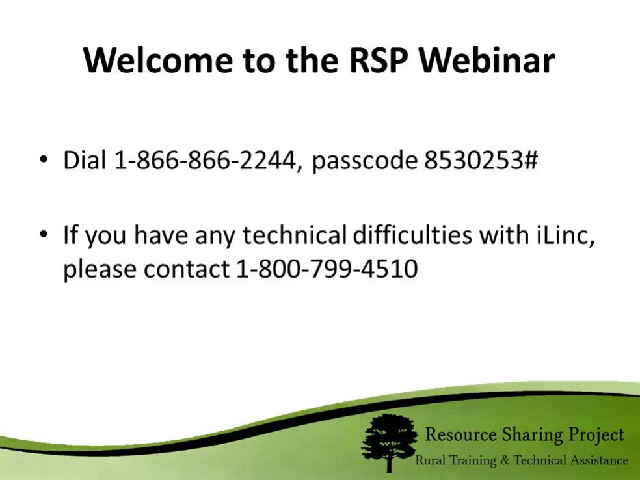 Welcome to the RSP Webinar
• Dial 1-866-866-2244, passcode 8530253#
• If you have any technical difficulties with iLinc,
please contact 1-800-799-4510
Resource Sharing Project
Rural Training & Technical Assistance